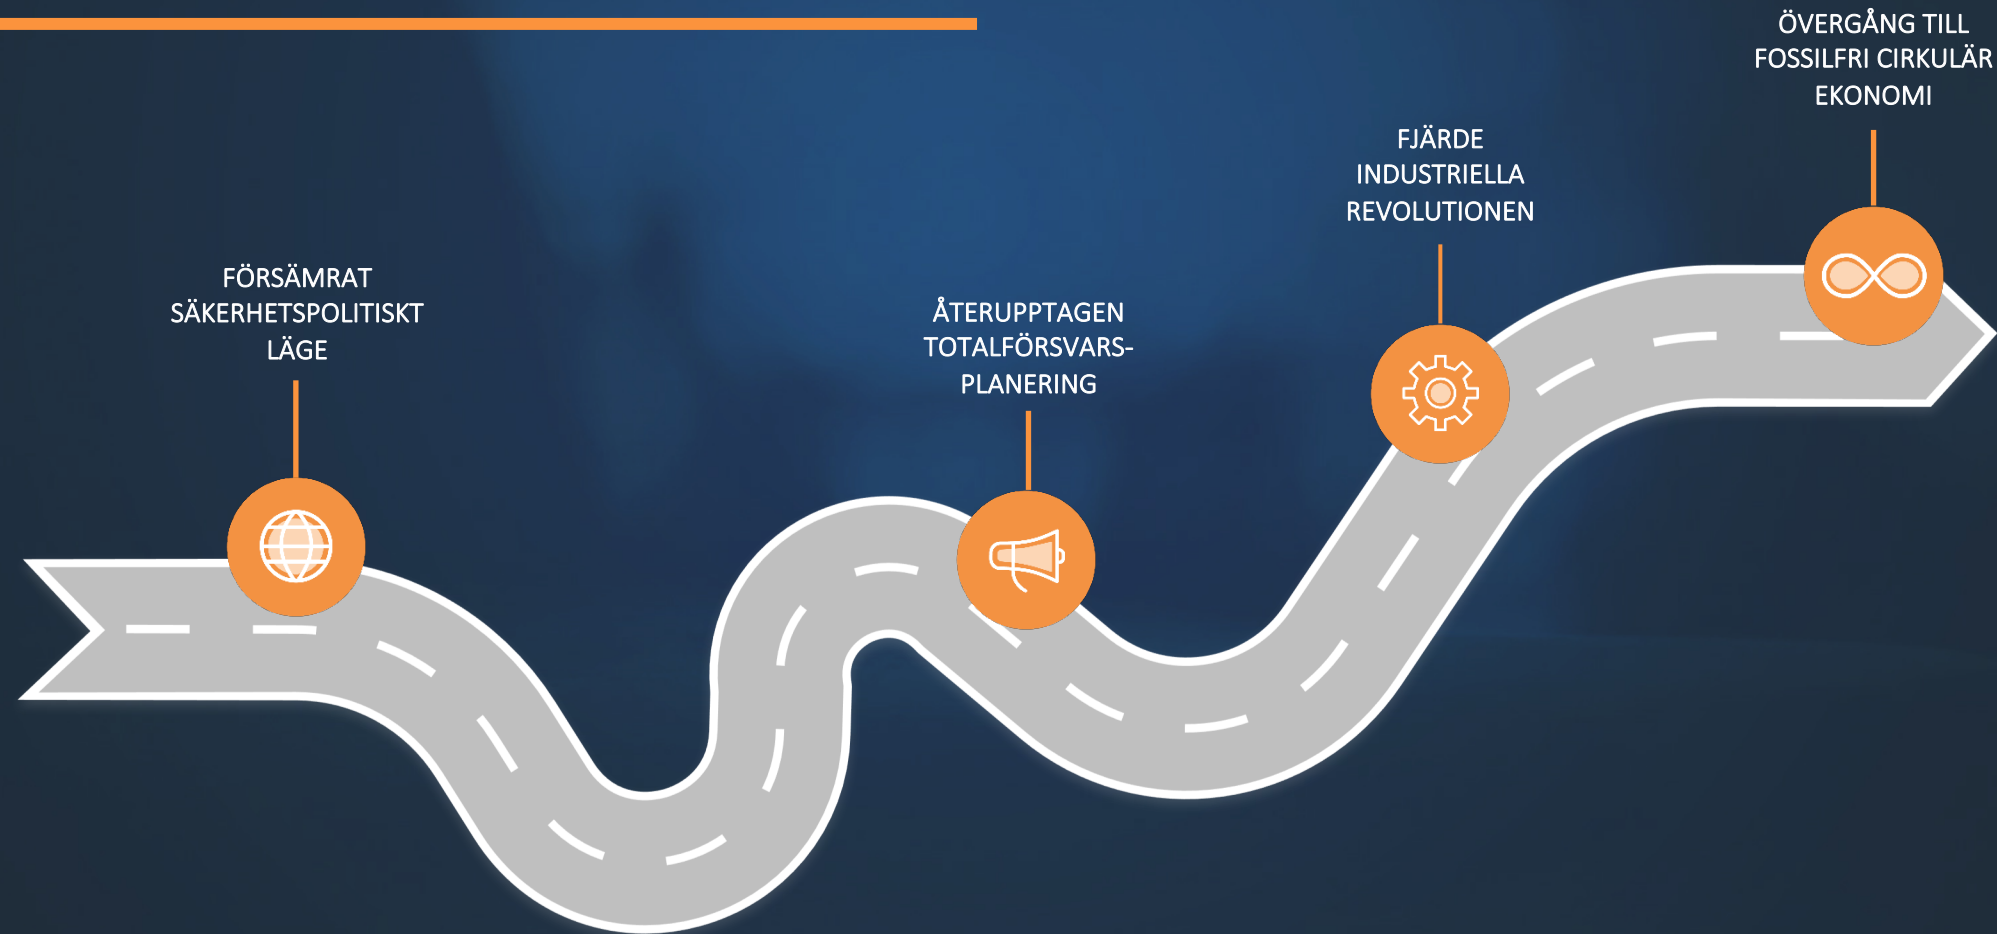 FÖRSÄMRAT
SÄKERHETSPOLITISKT
LÄGE
ÅTERUPPTAGEN
TOTALFÖRSVARS-
PLANERING
FJÄRDE
INDUSTRIELLA
REVOLUTIONEN
ÖVERGÅNG TILL
FOSSILFRI CIRKULÄR
EKONOMI